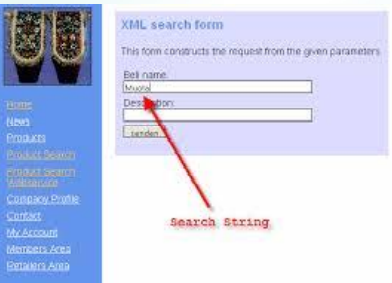 Home
News
Products
Product Search
Product Search
Webservice
Company Profile
Contact
My Account
Members Area
Retailers Area
XML search form
This form constructs the request from the given parameters
Bell name:
Muota
Description:
senden
Search String